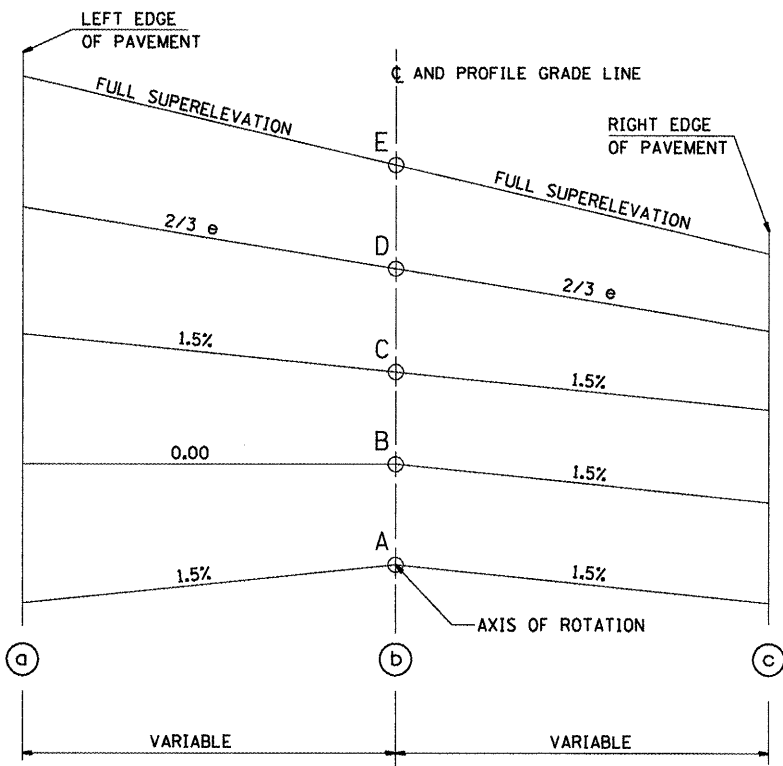 LEFT EDGE
OF PAVEMENT
℄ AND PROFILE GRADE LINE
FULL SUPERELEVATION
RIGHT EDGE
OF PAVEMENT
E
FULL SUPERELEVATION
2/3 e
D
2/3 e
1.5%
C
1.5%
0.00
B
1.5%
A
1.5%
1.5%
AXIS OF ROTATION
a
b
c
VARIABLE
VARIABLE